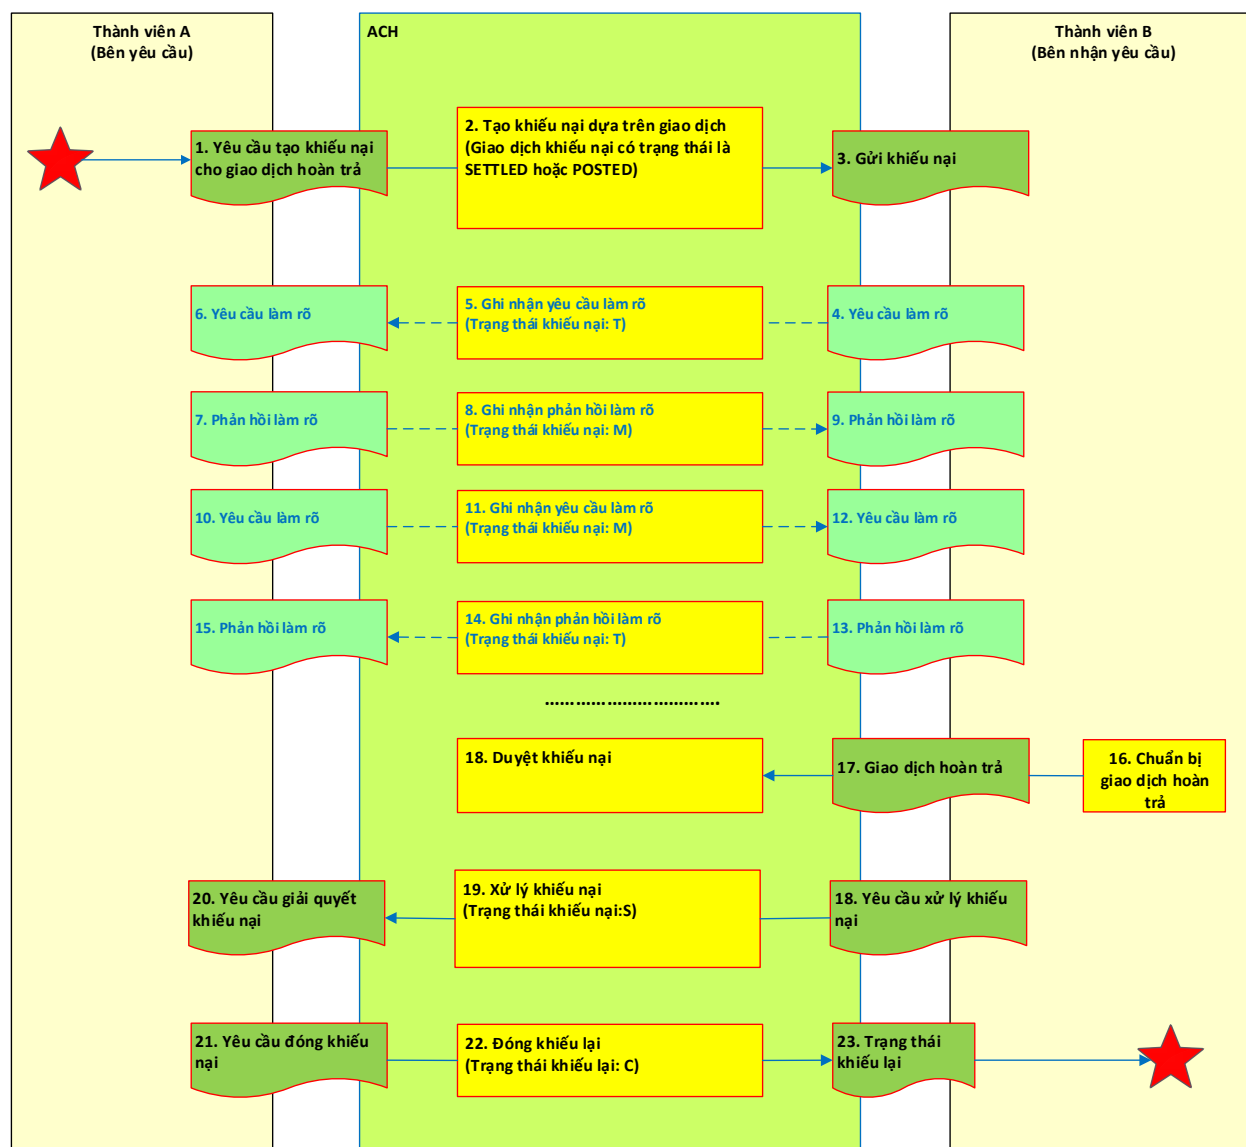 Thành viên A
(Bên yêu cầu)
ACH
Thành viên B
(Bên nhận yêu cầu)
1. Yêu cầu tạo khiếu nại
cho giao dịch hoàn trả
2. Tạo khiếu nại dựa trên giao dịch
(Giao dịch khiếu nại có trạng thái là
SETTLED hoặc POSTED)
3. Gửi khiếu nại
6. Yêu cầu làm rõ
5. Ghi nhận yêu cầu làm rõ
(Trạng thái khiếu nại: T)
4. Yêu cầu làm rõ
7. Phản hồi làm rõ
8. Ghi nhận phản hồi làm rõ
(Trạng thái khiếu nại: M)
9. Phản hồi làm rõ
10. Yêu cầu làm rõ
11. Ghi nhận yêu cầu làm rõ
(Trạng thái khiếu nại: M)
12. Yêu cầu làm rõ
15. Phản hồi làm rõ
14. Ghi nhận phản hồi làm rõ
(Trạng thái khiếu nại: T)
13. Phản hồi làm rõ
…………………………….
18. Duyệt khiếu nại
17. Giao dịch hoàn trả
16. Chuẩn bị
giao dịch hoàn
trả
20. Yêu cầu giải quyết
khiếu nại
19. Xử lý khiếu nại
(Trạng thái khiếu nại:S)
18. Yêu cầu xử lý khiếu
nại
21. Yêu cầu đóng khiếu
nại
22. Đóng khiếu lại
(Trạng thái khiếu lại: C)
23. Trạng thái
khiếu lại